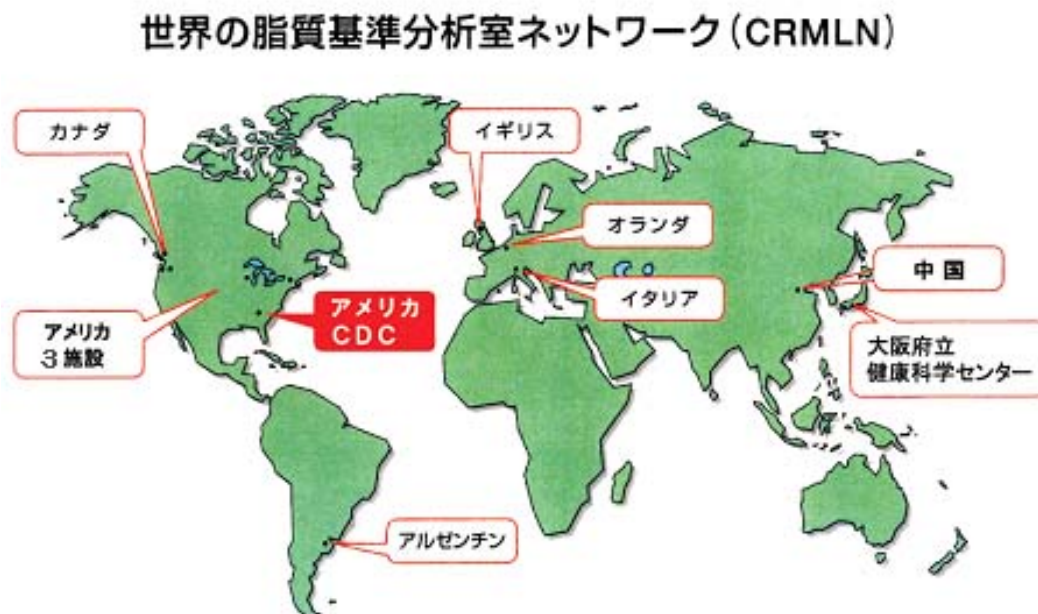 世界の脂質基準分析室ネットワーク(CRMLN)
カナダ
イギリス
オランダ
中国
イタリア
アメリカ
CDC
アメリカ
3施設
大阪府立
健康科学センター
アルゼンチン